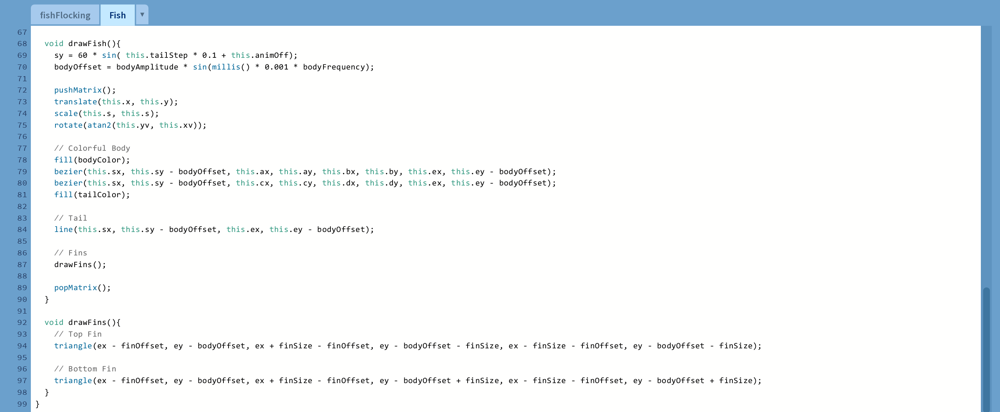 fishFlocking Fish ▼
67
68 void drawFish(){
69 sy = 60 * sin( this.tailStep * 0.1 + this.animOff);
70 bodyOffset = bodyAmplitude * sin(millis() * 0.001 * bodyFrequency);
71
72 pushMatrix();
73 translate(this.x, this.y);
74 scale(this.s, this.s);
75 rotate(atan2(this.yv, this.xv));
76
77 // Colorful Body
78 fill(bodyColor);
79 bezier(this.sx, this.sy - bodyOffset, this.ax, this.ay, this.bx, this.by, this.ex, this.ey - bodyOffset);
80 bezier(this.sx, this.sy - bodyOffset, this.cx, this.cy, this.dx, this.dy, this.ex, this.ey - bodyOffset);
81 fill(tailColor);
82
83 // Tail
84 line(this.sx, this.sy - bodyOffset, this.ex, this.ey - bodyOffset);
85
86 // Fins
87 drawFins();
88
89 popMatrix();
90 }
91
92 void drawFins(){
93 // Top Fin
94 triangle(ex - finOffset, ey - bodyOffset, ex + finSize - finOffset, ey - bodyOffset - finSize, ex - finSize - finOffset, ey - bodyOffset - finSize);
95
96 // Bottom Fin
97 triangle(ex - finOffset, ey - bodyOffset, ex + finSize - finOffset, ey - bodyOffset + finSize, ex - finSize - finOffset, ey - bodyOffset + finSize);
98 }
99 }